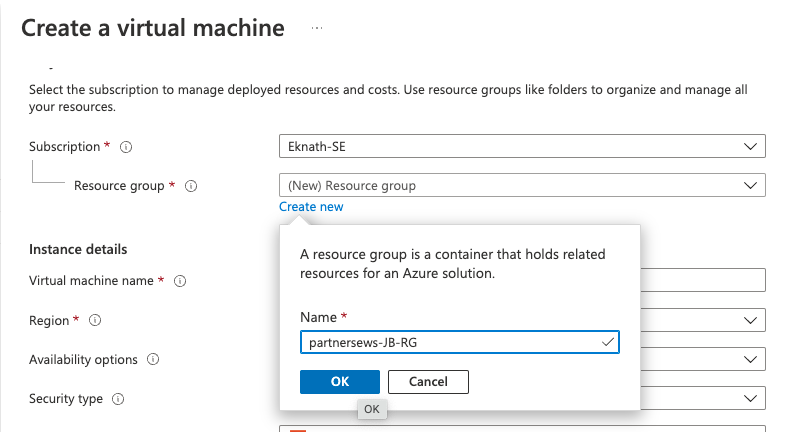 Create a virtual machine ...
Select the subscription to manage deployed resources and costs. Use resource groups like folders to organize and manage all
your resources.
Subscription *
Eknath-SE
Resource group *
(New) Resource group
Create new
A resource group is a container that holds related
resources for an Azure solution.
Name *
partnersews-JB-RG
OK
Cancel
OK
Instance details
Virtual machine name *
Region *
Availability options
Security type